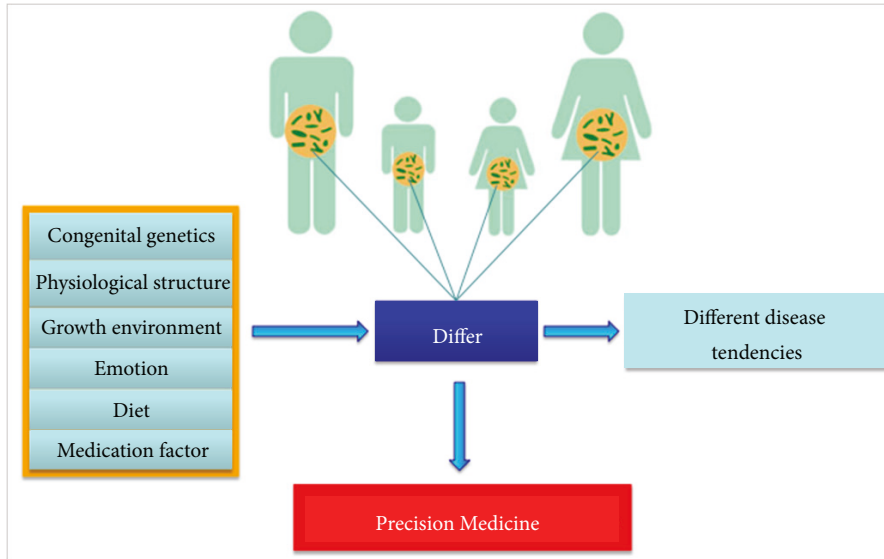 Congenital genetics
Physiological structure
Growth environment
Emotion
Diet
Medication factor
Differ
Different disease
tendencies
Precision Medicine